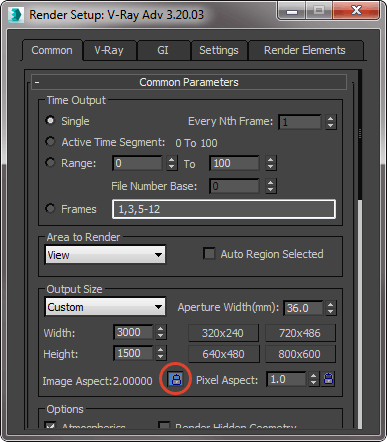 Render Setup: V-Ray Adv 3.20.03
Common V-Ray GI Settings Render Elements
- Common Parameters
Time Output
Single Every Nth Frame: 1
Active Time Segment: 0 To 100
Range: 0 To 100
File Number Base: 0
Frames 1,3,5-12
Area to Render
View Auto Region Selected
Output Size
Custom Aperture Width(mm): 36.0
Width: 3000 320x240 720x486
Height: 1500 640x480 800x600
Image Aspect:2.00000 Pixel Aspect: 1.0
Options
Atmospherics Render Hidden Geometry